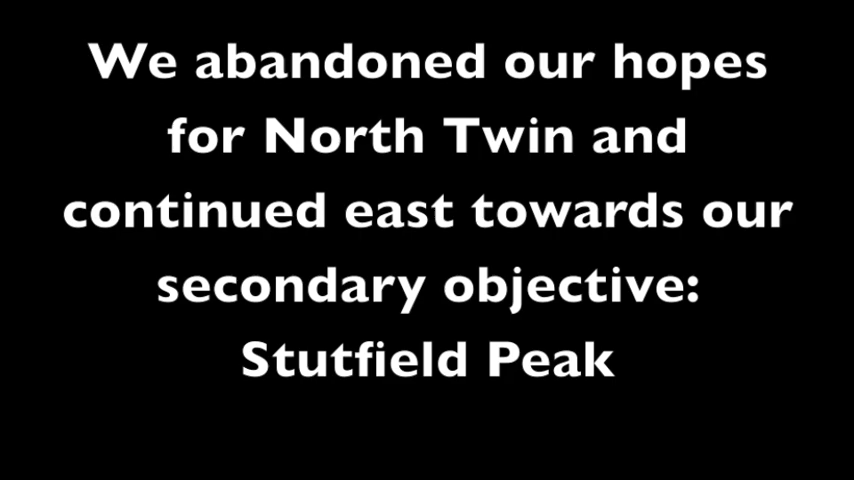 We abandoned our hopes
for North Twin and
continued east towards our
secondary objective:
Stutfield Peak